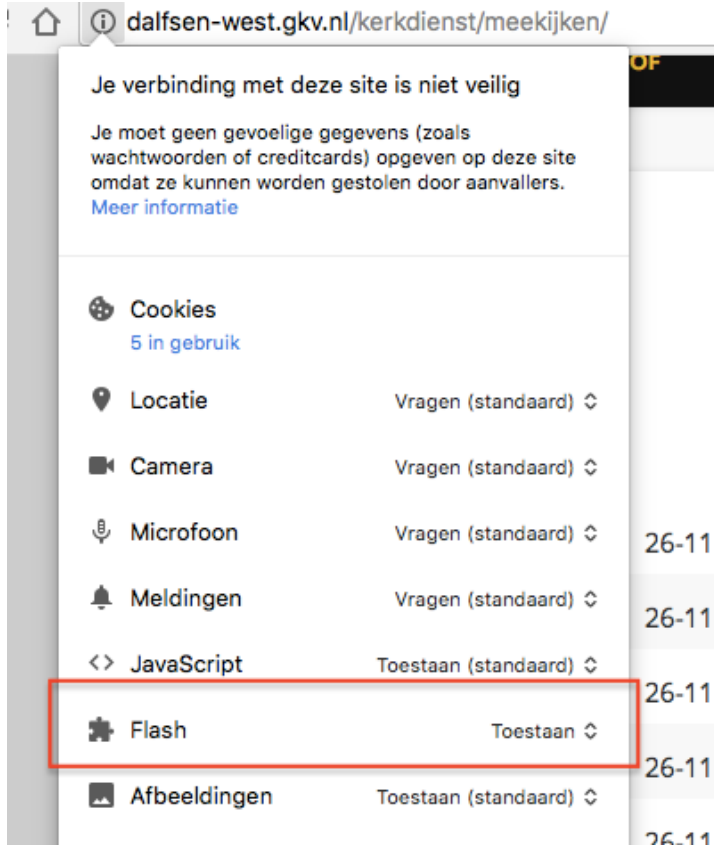 dalfsen-west.gkv.nl/kerkdienst/meekijken/
OF
Je verbinding met deze site is niet veilig
Je moet geen gevoelige gegevens (zoals
wachtwoorden of creditcards) opgeven op deze site
omdat ze kunnen worden gestolen door aanvallers.
Meer informatie
Cookies
5 in gebruik
Locatie Vragen (standaard)
Camera Vragen (standaard)
Microfoon Vragen (standaard)
26-11
Meldingen Vragen (standaard)
26-11
JavaScript Toestaan (standaard)
26-11
Flash Toestaan
26-11
Afbeeldingen Toestaan (standaard)
26-11